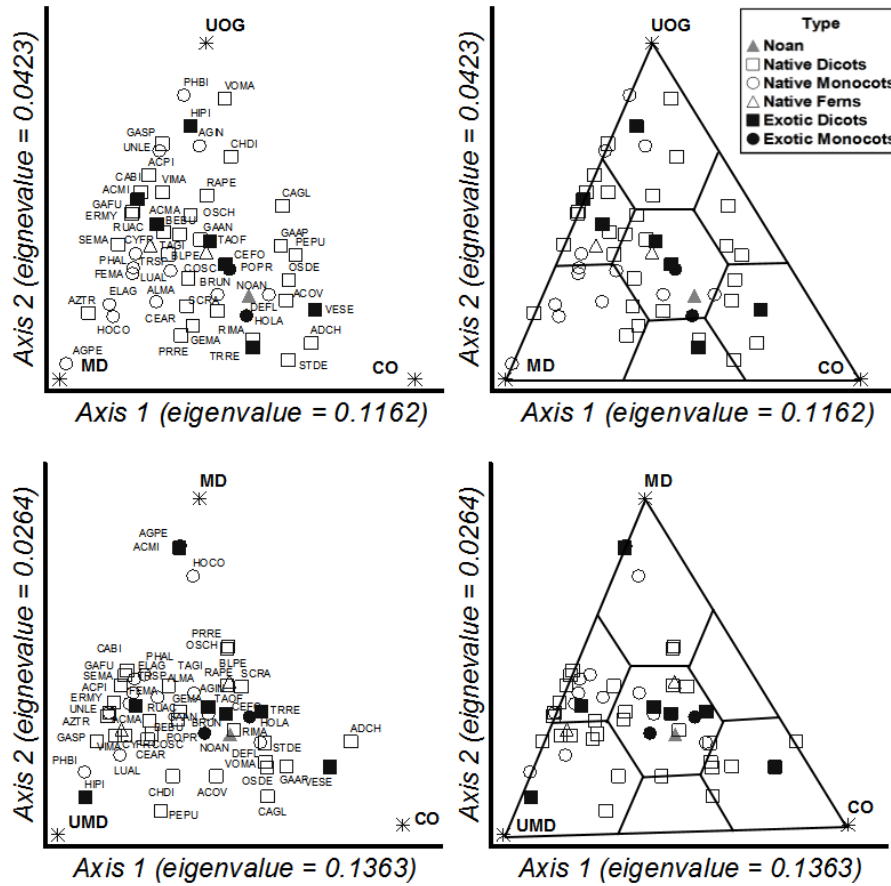 UOG
PHBI
VOMA
HIPI
GASP
AGIN
UNLE
CHDI
ACPI
CABI
VIMA
ACMI
RAPE
CAGL
GAFU
ACMA
OSCH
ERMY
BEBU
RUAC
GAAN
GAAP
SEMA
CYFR
TAGI
TAOF
PEPU
PHAL
TRSP
BLPE
CEFO
FEMA
LUAL
COSC
POPR
OSDE
BRUN
NOAN
ELAG
ALMA
SCRA
ACOV
AZTR
DEFL
VESE
HOCO
CEAR
RIMA
HOLA
GEMA
ADCH
PRRE
AGPE
TRRE
STDE
MD
CO
Axis 2 (eignevalue = 0.0423)
Axis 1 (eigenvalue = 0.1162)
UOG
Type
Noan
Native Dicots
Native Monocots
Native Ferns
Exotic Dicots
Exotic Monocots
MD
CO
Axis 2 (eigenvalue = 0.0423)
Axis 1 (eigenvalue = 0.1162)
MD
AGPE
ACMI
HOCO
PRRE
OSCH
CABI
PHAL
BLPE
GAFU
ELAG
TAGI
RAPE
SEMA
TRSP
ALMA
SCRA
ACPI
FEMA
AGIN
ERMY
GEMA
TAOF
UNLE
RUAC
CEFO
TRRE
AZTR
ACMA
GAAN
BRUN
HOLA
GASP
BEBU
POPR
RIMA
ADCH
VIMA
CYFR
COSC
NOAN
STDE
CEAR
DEFL
PHBI
LUAL
VOMA
HIPI
CHDI
ACOV
OSDE
GAAP
VESE
PEPU
CAGL
UMD
CO
Axis 2 (eigenvalue = 0.0264)
Axis 1 (eigenvalue = 0.1363)
MD
UMD
CO
Axis 2 (eigenvalue = 0.0264)
Axis 1 (eigenvalue = 0.1363)